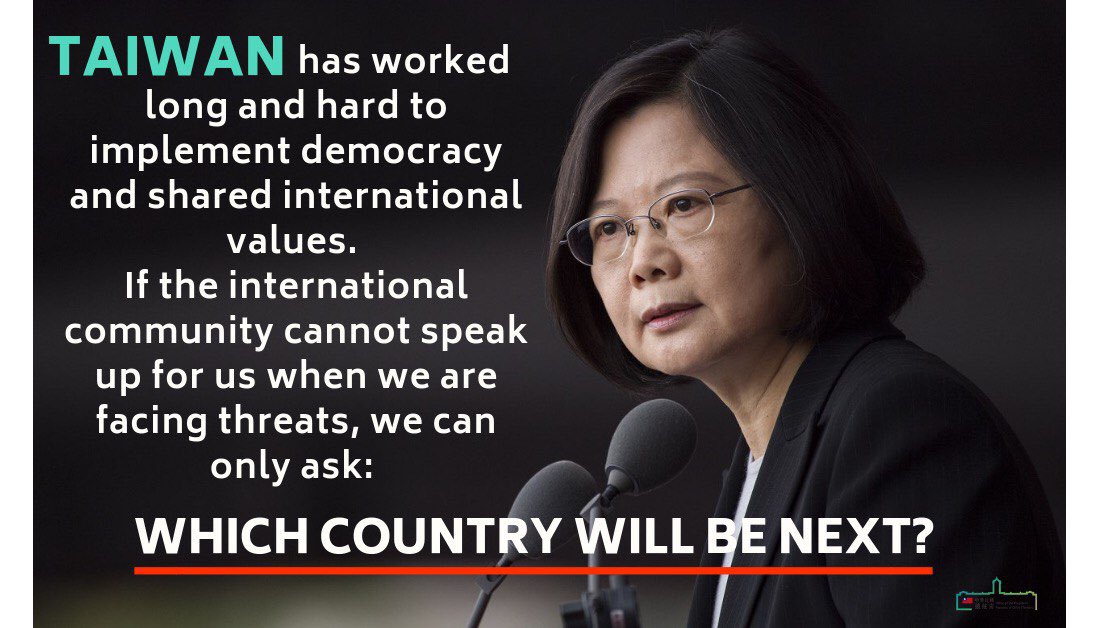 TAIWAN has worked
long and hard to
implement democracy
and shared international
values.
If the international
community cannot speak
up for us when we are
facing threats, we can
only ask:
WHICH COUNTRY WILL BE NEXT?